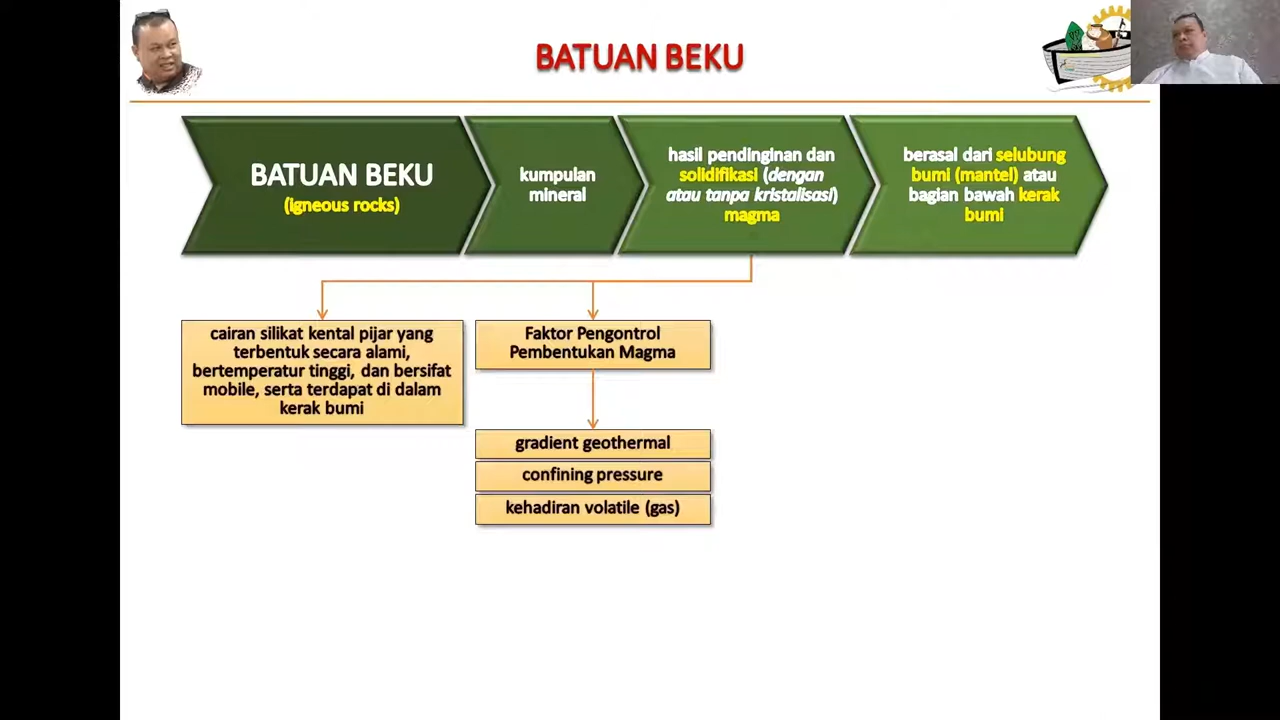 BATUAN BEKU
BATUAN BEKU
(igneous rocks)
kumpulan
mineral
hasil pendinginan dan
solidifikasi (dengan
atau tanpa kristalisasi)
magma
berasal dari selubung
bumi (mantel) atau
bagian bawah kerak
bumi
cairan silikat kental pijar yang
terbentuk secara alami,
bertemperatur tinggi, dan bersifat
mobile, serta terdapat di dalam
kerak bumi
Faktor Pengontrol
Pembentukan Magma
gradient geothermal
confining pressure
kehadiran volatile (gas)